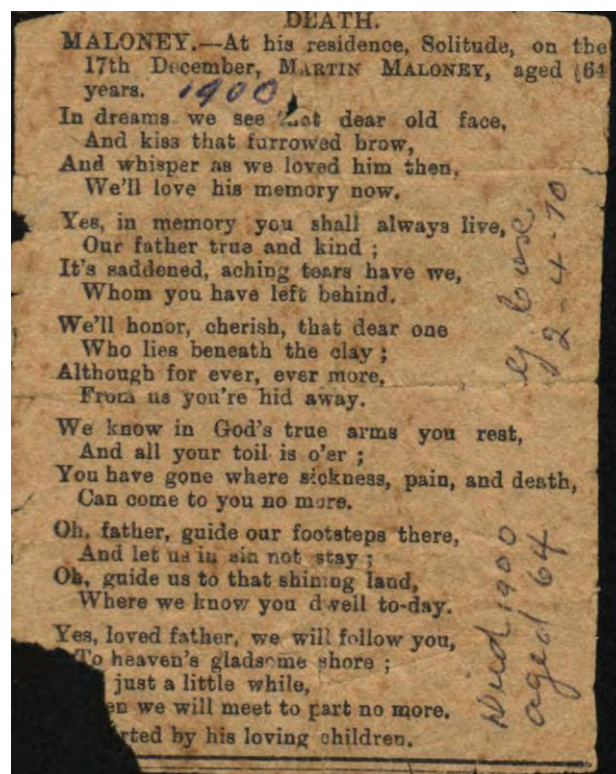 DEATH.
MALONEY.—At his residence, Solitude, on the
17th December, MARTIN MALONEY, aged 64
years. 1900
In dreams we see that dear old face,
And kiss that furrowed brow,
And whisper as we loved him then,
We'll love his memory now.
Yes, in memory you shall always live,
Our father true and kind ;
It's saddened, aching tears have we,
Whom you have left behind.
We'll honor, cherish, that dear one
Who lies beneath the clay ;
Although for ever, ever more,
From us you're hid away.
We know in God's true arms you rest,
And all your toil is o'er ;
You have gone where sickness, pain, and death,
Can come to you no more.
Oh, father, guide our footsteps there,
And let us in sin not stay ;
Oh, guide us to that shining land,
Where we know you dwell to-day.
Yes, loved father, we will follow you,
To heaven's gladsome shore ;
just a little while,
en we will meet to part no more.
rted by his loving children.
2-4-10
Died 1900
aged 64